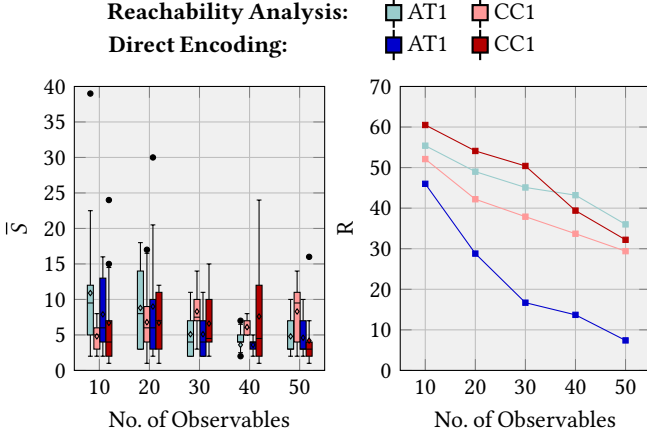 Reachability Analysis: AT1 CC1
Direct Encoding: AT1 CC1
40
35
30
25
20
15
10
5
0
S̅
10 20 30 40 50
No. of Observables
70
60
50
40
30
20
10
0
R
10 20 30 40 50
No. of Observables